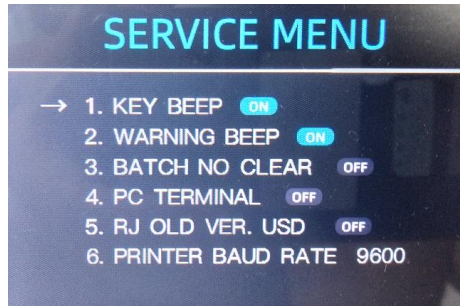 SERVICE MENU
→ 1. KEY BEEP ON
2. WARNING BEEP ON
3. BATCH NO CLEAR OFF
4. PC TERMINAL OFF
5. RJ OLD VER. USD OFF
6. PRINTER BAUD RATE 9600